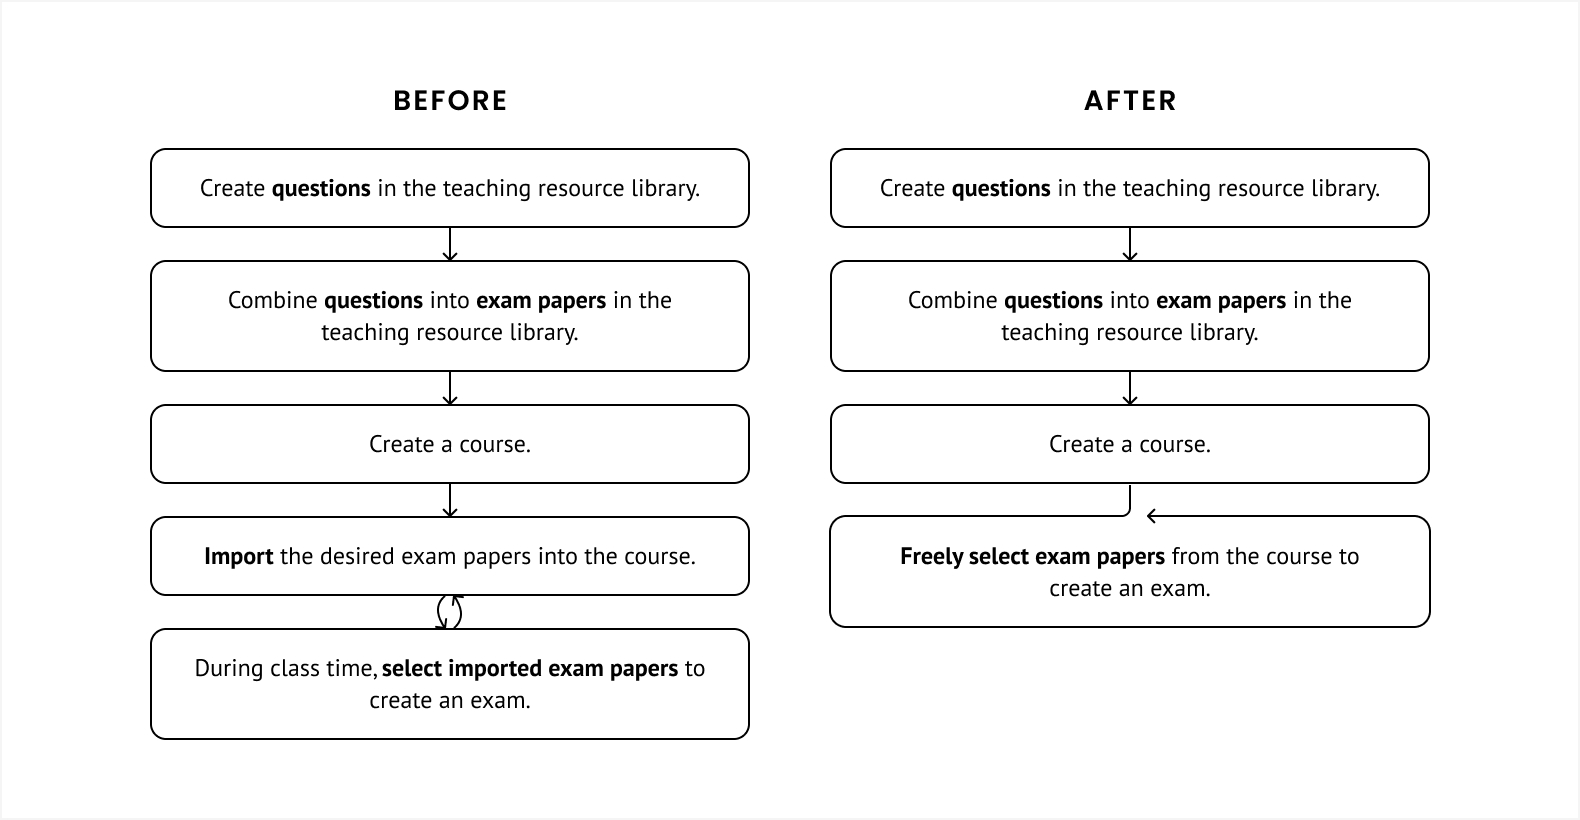 BEFORE
Create questions in the teaching resource library.
Combine questions into exam papers in the
teaching resource library.
Create a course.
Import the desired exam papers into the course.
During class time, select imported exam papers to
create an exam.
AFTER
Create questions in the teaching resource library.
Combine questions into exam papers in the
teaching resource library.
Create a course.
Freely select exam papers from the course to
create an exam.